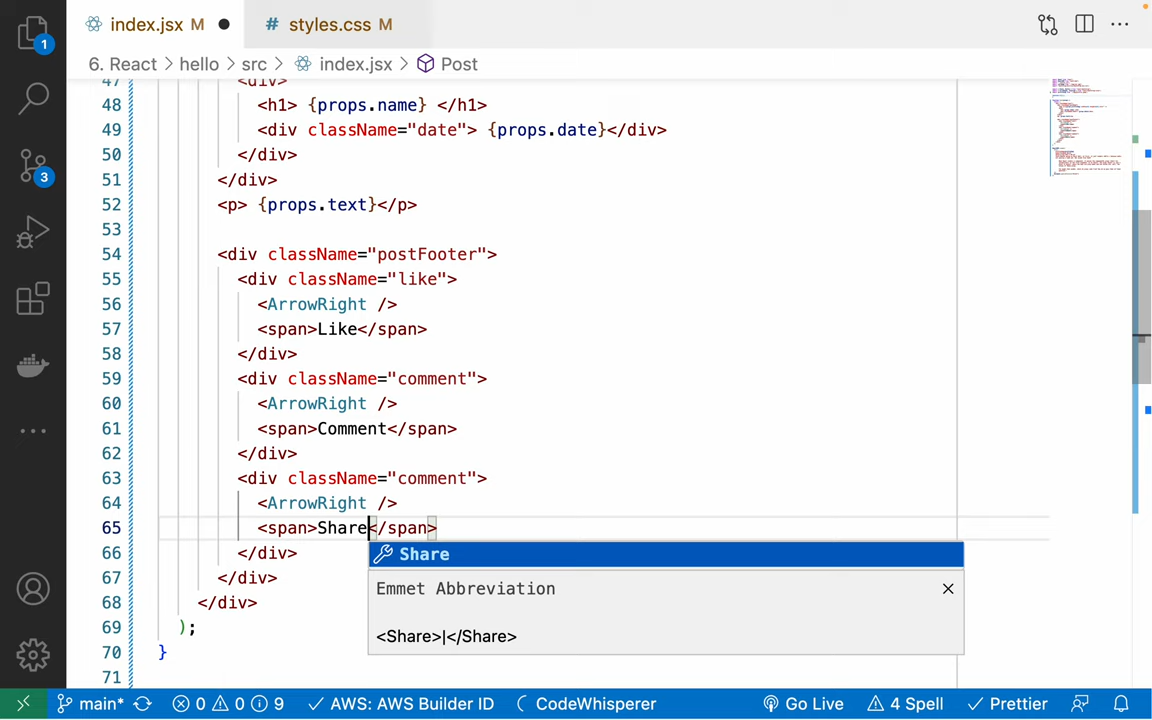 index.jsx M
# styles.css M
1
6. React > hello > src > index.jsx > Post
47 <div>
48 <h1> {props.name} </h1>
49 <div className="date"> {props.date}</div>
50 </div>
51 </div>
52 <p> {props.text}</p>
53
54 <div className="postFooter">
55 <div className="like">
56 <ArrowRight />
57 <span>Like</span>
58 </div>
59 <div className="comment">
60 <ArrowRight />
61 <span>Comment</span>
62 </div>
63 <div className="comment">
64 <ArrowRight />
65 <span>Share</span>
66 </div>
67 </div>
68 </div>
69 );
70 }
71
3
Share
Emmet Abbreviation
<Share>|</Share>
main* 0 0 9 AWS: AWS Builder ID CodeWhisperer Go Live 4 Spell Prettier